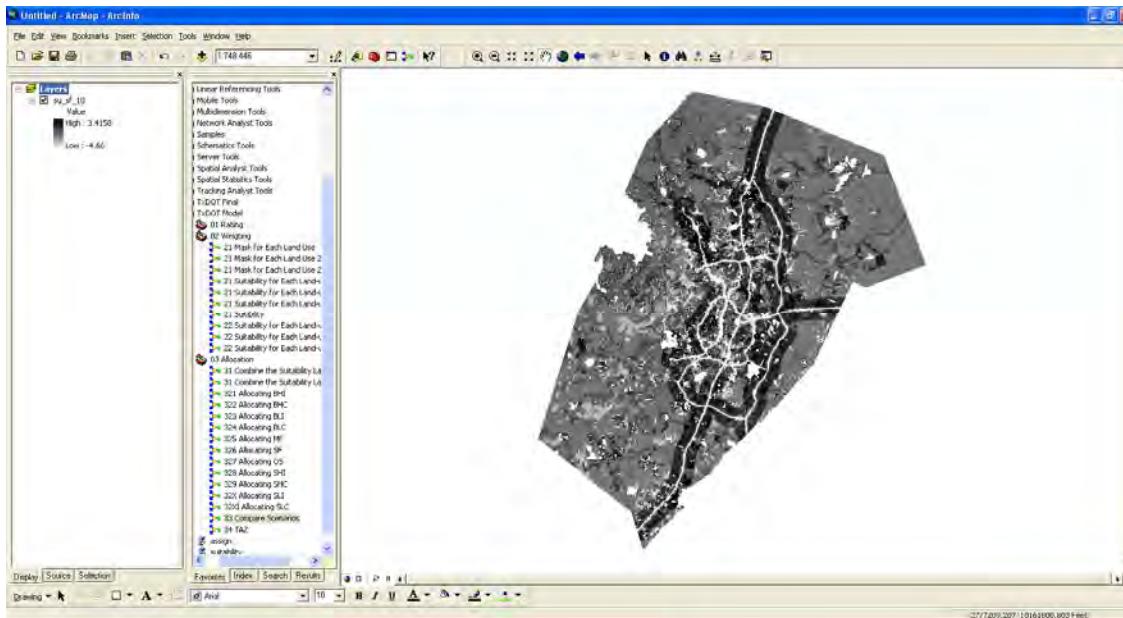 Untitled - ArcMap - ArcInfo
File Edit View Bookmarks Insert Selection Tools Window Help
1:748,446
Layers
su_sf_10
Value
High : 3.4158
Low : -4.66
Linear Referencing Tools
Mobile Tools
Multidimension Tools
Network Analyst Tools
Samples
Schematics Tools
Server Tools
Spatial Analyst Tools
Spatial Statistics Tools
Tracking Analyst Tools
TxDOT Final
TxDOT Model
01 Rating
02 Weigting
21 Mask for Each Land Use
21 Mask for Each Land Use 2
21 Mask for Each Land Use 2
21 Suitability for Each Land-u
21 Suitability for Each Land-u
21 Suitability for Each Land-u
21 Suitbility
22 Suitability for Each Land-u
22 Suitability for Each Land-u
22 Suitability for Each Land-u
03 Allocation
31 Combine the Suitability La
31 Combine the Suitability La
321 Allocating BHI
322 Allocating BHC
323 Allocating BLI
324 Allocating BLC
325 Allocating MF
326 Allocating SF
327 Allocating OS
328 Allocating SHI
329 Allocating SHC
32X Allocating SLI
32XI Allocating SLC
33 Compare Scenarios
34 TAZ
assign
Display Source Selection
Favorites Index Search Results
Drawing
A
Arial
10
B I U A